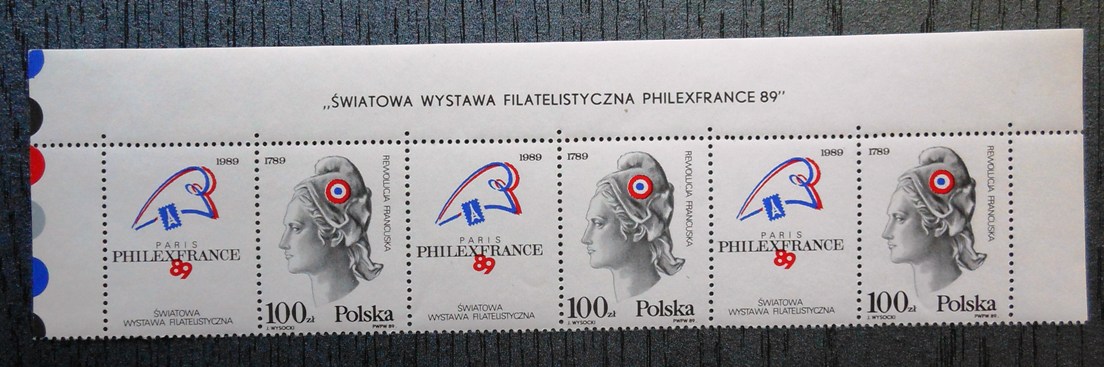 „ŚWIATOWA WYSTAWA FILATELISTYCZNA PHILEXFRANCE 89”
1989
A
PARIS
PHILEXFRANCE
89
ŚWIATOWA
WYSTAWA FILATELISTYCZNA
1789
REWOLUCJA FRANCUSKA
100zł Polska
J. WYSOCKI PWPW 89.
1989
A
PARIS
PHILEXFRANCE
89
ŚWIATOWA
WYSTAWA FILATELISTYCZNA
1789
REWOLUCJA FRANCUSKA
100zł Polska
J. WYSOCKI PWPW 89.
1989
A
PARIS
PHILEXFRANCE
89
ŚWIATOWA
WYSTAWA FILATELISTYCZNA
1789
REWOLUCJA FRANCUSKA
100zł Polska
J. WYSOCKI PWPW 89.